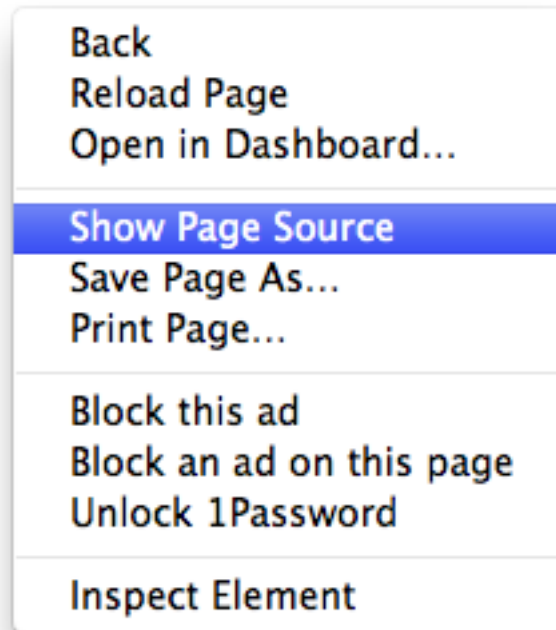 Back
Reload Page
Open in Dashboard...
Show Page Source
Save Page As...
Print Page...
Block this ad
Block an ad on this page
Unlock 1Password
Inspect Element